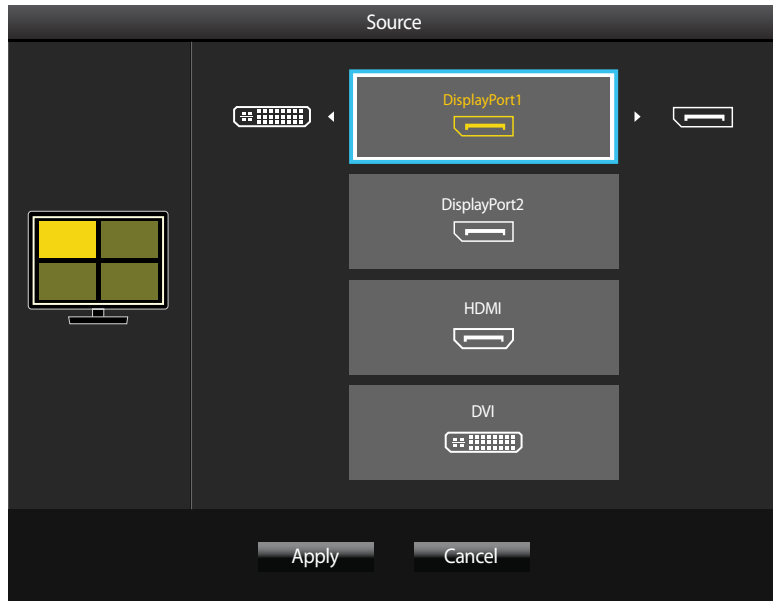 Source
DisplayPort1
DisplayPort2
HDMI
DVI
Apply
Cancel